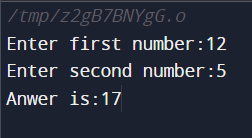 /tmp/z2gB7BNYgG.o
Enter first number:12
Enter second number:5
Anwer is:17